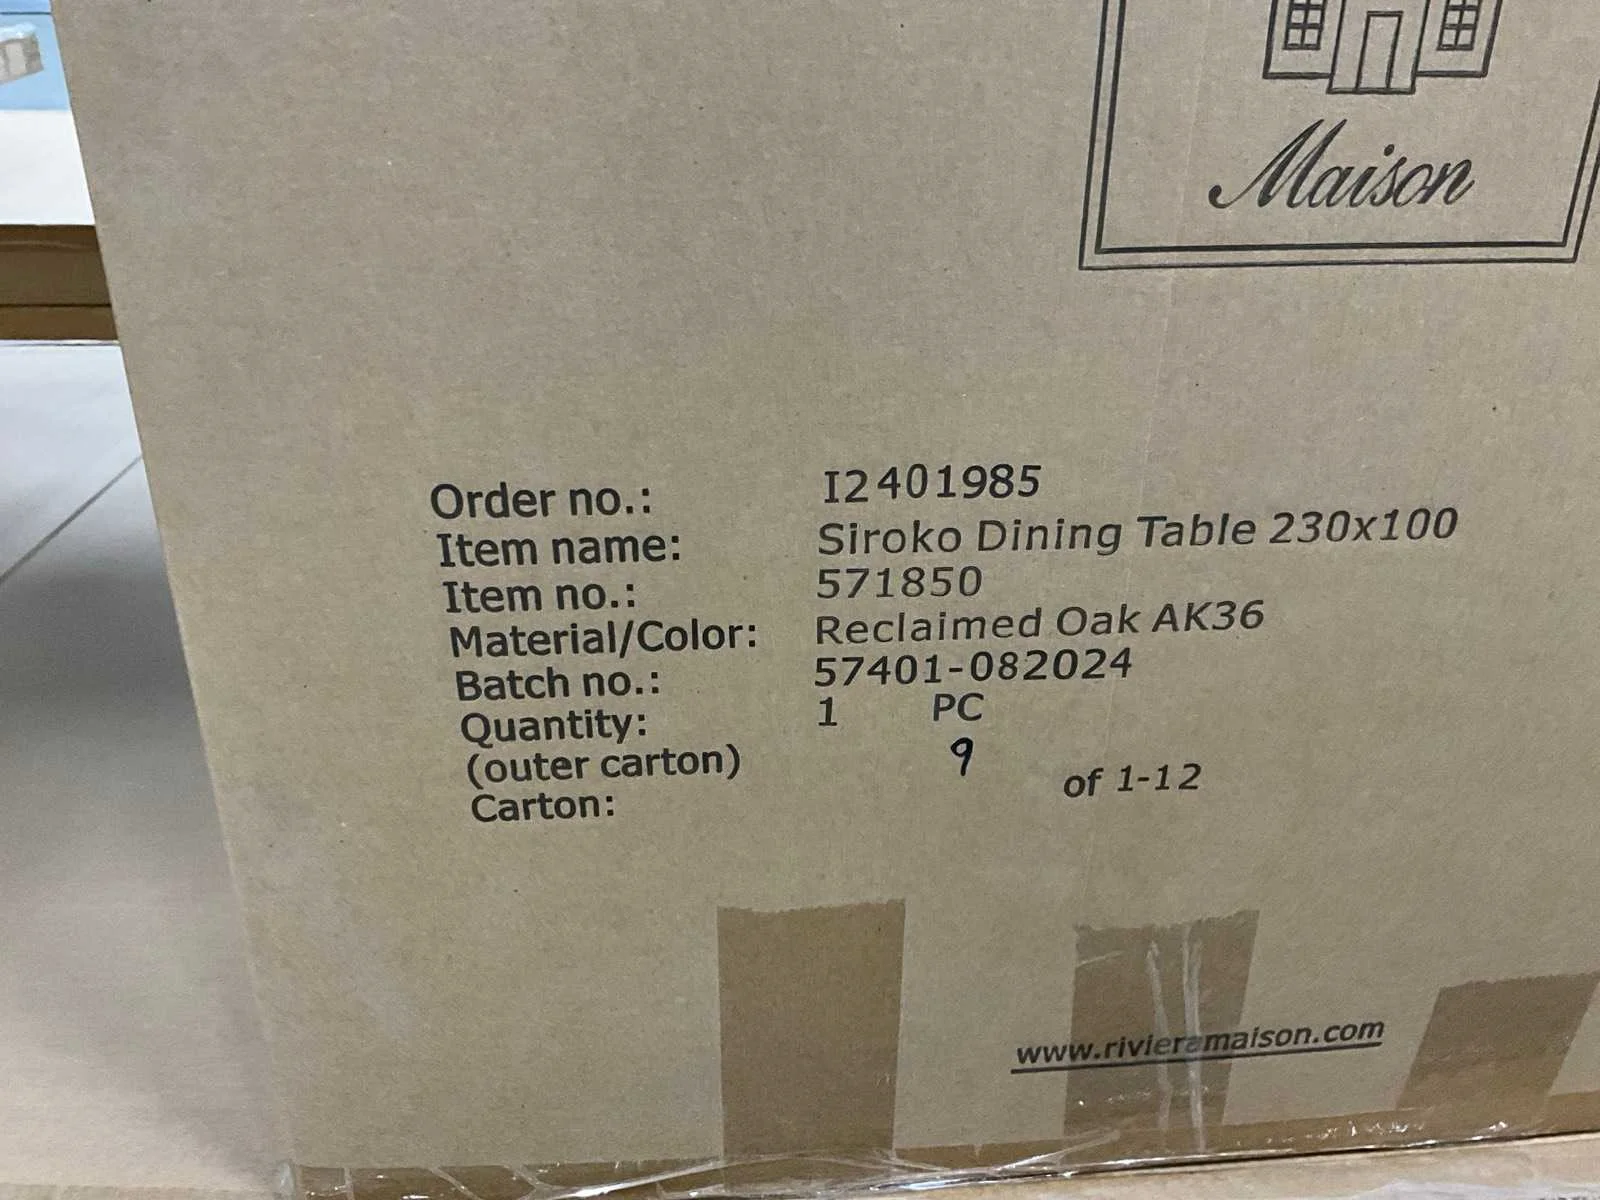 Maison
Order no.: I2401985
Item name: Siroko Dining Table 230x100
Item no.: 571850
Material/Color: Reclaimed Oak AK36
Batch no.: 57401-082024
Quantity: 1 PC
(outer carton)
Carton: 9 of 1-12
www.rivieramaison.com